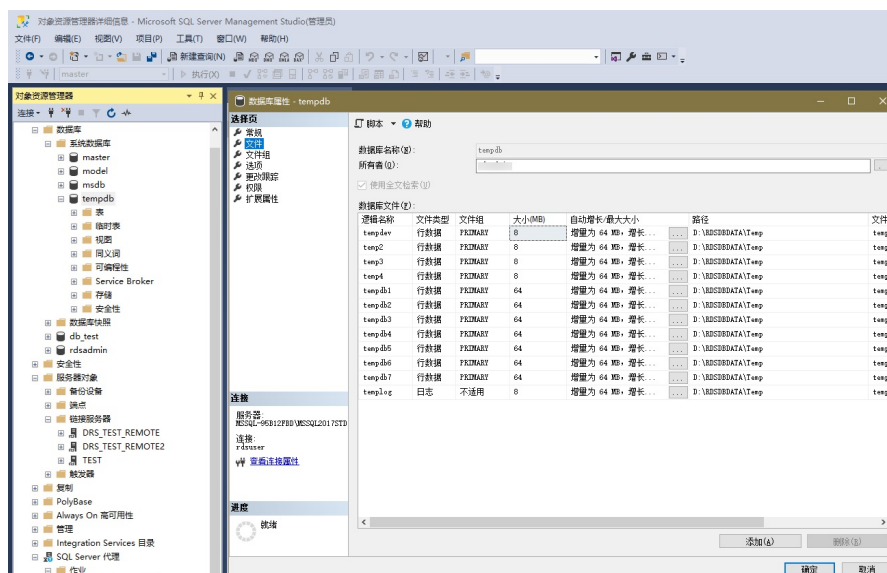 对象资源管理器详细信息 - Microsoft SQL Server Management Studio(管理员)
文件(F) 编辑(E) 视图(V) 项目(P) 工具(T) 窗口(W) 帮助(H)
新建查询(N)
master 执行(X)
对象资源管理器
连接
数据库
系统数据库
master
model
msdb
tempdb
表
临时表
视图
同义词
可编程性
Service Broker
存储
安全性
数据库快照
db_test
rdsadmin
安全性
服务器对象
备份设备
端点
链接服务器
DRS_TEST_REMOTE
DRS_TEST_REMOTE2
TEST
触发器
复制
PolyBase
Always On 高可用性
管理
Integration Services 目录
SQL Server 代理
作业
数据库属性 - tempdb
选择页
常规
文件
文件组
选项
更改跟踪
权限
扩展属性
连接
服务器:
MSSQL-95B12FBD\MSSQL2017STD
连接:
rdsuser
查看连接属性
进度
就绪
脚本 帮助
数据库名称(N): tempdb
所有者(O):
使用全文检索(U)
数据库文件(F):
逻辑名称 文件类型 文件组 大小(MB) 自动增长/最大大小 路径 文件
tempdev 行数据 PRIMARY 8 增量为 64 MB，增长... ... D:\RDSDBDATA\Temp temp
temp2 行数据 PRIMARY 8 增量为 64 MB，增长... ... D:\RDSDBDATA\Temp temp
temp3 行数据 PRIMARY 8 增量为 64 MB，增长... ... D:\RDSDBDATA\Temp temp
temp4 行数据 PRIMARY 8 增量为 64 MB，增长... ... D:\RDSDBDATA\Temp temp
tempdb1 行数据 PRIMARY 64 增量为 64 MB，增长... ... D:\RDSDBDATA\Temp temp
tempdb2 行数据 PRIMARY 64 增量为 64 MB，增长... ... D:\RDSDBDATA\Temp temp
tempdb3 行数据 PRIMARY 64 增量为 64 MB，增长... ... D:\RDSDBDATA\Temp temp
tempdb4 行数据 PRIMARY 64 增量为 64 MB，增长... ... D:\RDSDBDATA\Temp temp
tempdb5 行数据 PRIMARY 64 增量为 64 MB，增长... ... D:\RDSDBDATA\Temp temp
tempdb6 行数据 PRIMARY 64 增量为 64 MB，增长... ... D:\RDSDBDATA\Temp temp
tempdb7 行数据 PRIMARY 64 增量为 64 MB，增长... ... D:\RDSDBDATA\Temp temp
templog 日志 不适用 8 增量为 64 MB，增长... ... D:\RDSDBDATA\Temp temp
添加(A) 删除(R)
确定 取消